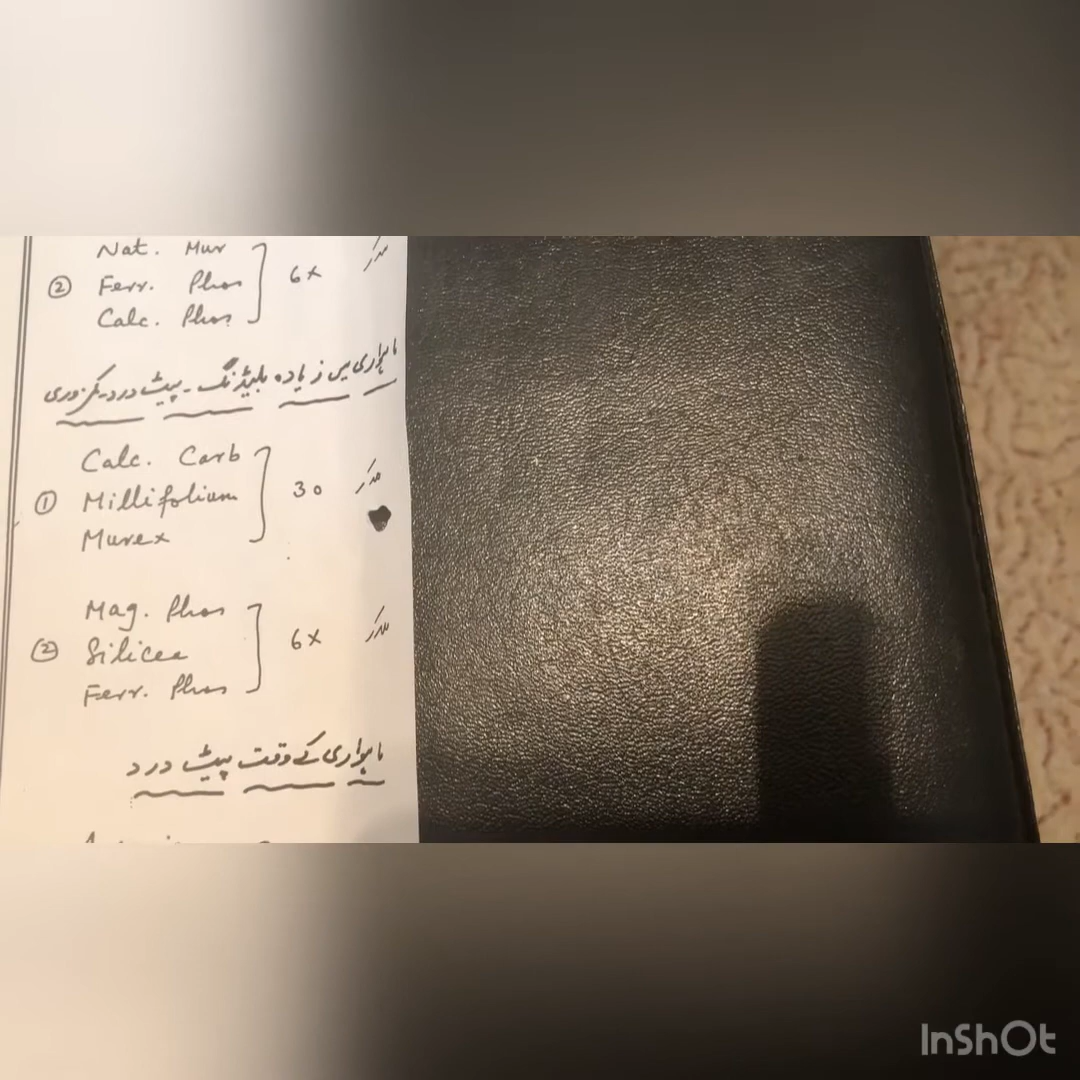 Nat. Mur
② Ferr. Phos 6x
Calc. Phos
ماہواری میں زیادہ بلیڈنگ - پیٹ درد - کمزوری
Calc. Carb
① Millifolium 30
Murex
Mag. Phos
② Silicea 6x
Ferr. Phos
ماہواری کے وقت پیٹ درد
InShOt